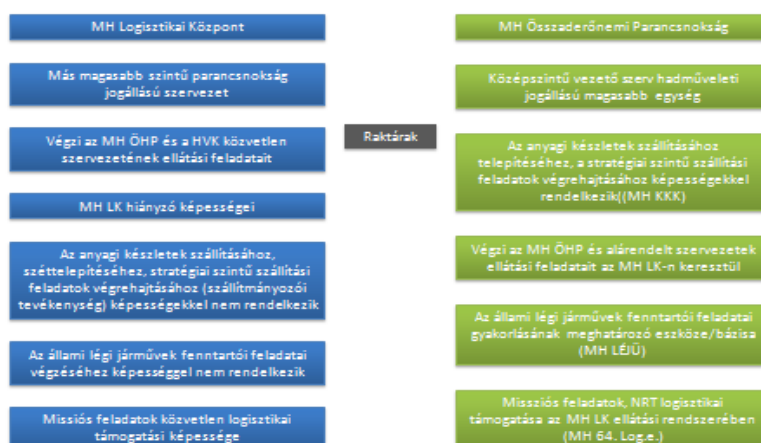 MH Logisztikai Központ
Más magasabb szintű parancsnokság
jogállású szervezet
Végzi az MH ÖHP és a HVK közvetlen
szervezetének ellátási feladatait
MH LK hiányzó képességei
Az anyagi készletek szállításához,
széttelepítéséhez, stratégiai szintű szállítási
feladatok végrehajtásához (szállítmányozói
tevékenység) képességekkel nem rendelkezik
Az állami légi járművek fenntartói feladatai
végzéséhez képességgel nem rendelkezik
Missiós feladatok közvetlen logisztikai
támogatási képessége
Raktárak
MH Összaderőnemi Parancsnokság
Középszintű vezető szerv hadműveleti
jogállású magasabb egység
Az anyagi készletek szállításához
telepítéséhez, a stratégiai szintű szállítási
feladatok végrehajtásához képességekkel
rendelkezik((MH KKK)
Végzi az MH ÖHP és alárendelt szervezetek
ellátási feladatait az MH LK-n keresztül
Az állami légi járművek fenntartói feladatai
gyakorlásának meghatározó eszköze/bázisa
(MH LÉJÜ)
Missziós feladatok, NRT logisztikai
támogatása az MH LK ellátási rendszerében
(MH 64. Log.e.)